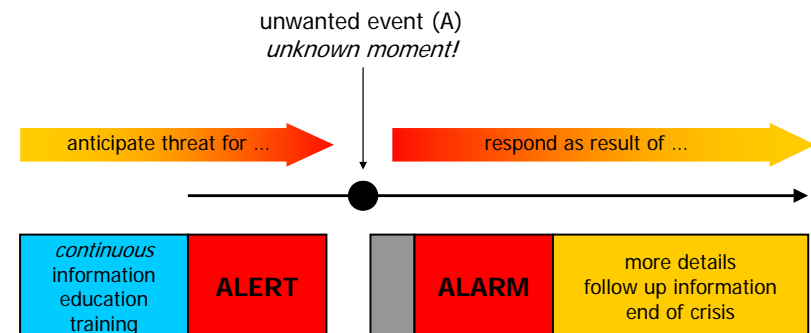 unwanted event (A)
unknown moment!
anticipate threat for ...
respond as result of ...
continuous
information
education
training
ALERT
ALARM
more details
follow up information
end of crisis